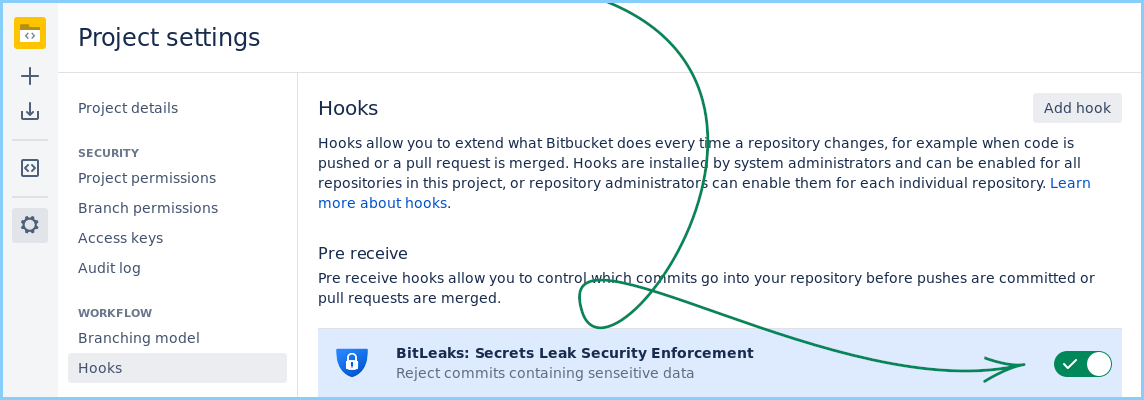 Project settings
Project details
SECURITY
Project permissions
Branch permissions
Access keys
Audit log
WORKFLOW
Branching model
Hooks
Hooks
Add hook
Hooks allow you to extend what Bitbucket does every time a repository changes, for example when code is
pushed or a pull request is merged. Hooks are installed by system administrators and can be enabled for all
repositories in this project, or repository administrators can enable them for each individual repository. Learn
more about hooks.
Pre receive
Pre receive hooks allow you to control which commits go into your repository before pushes are committed or
pull requests are merged.
BitLeaks: Secrets Leak Security Enforcement
Reject commits containing senseitive data